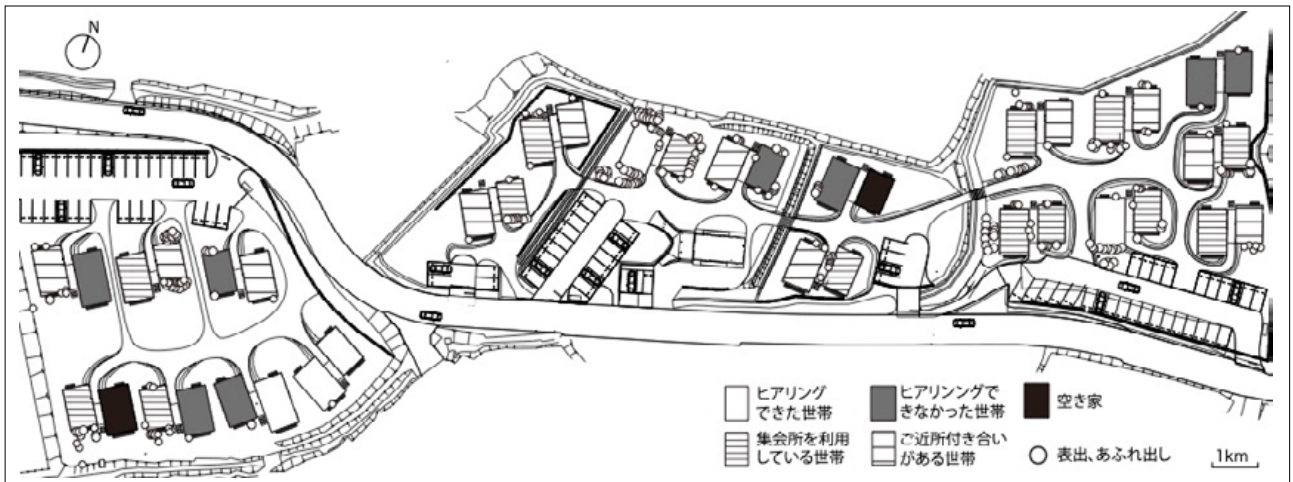 N
ヒアリング
できた世帯
ヒアリンングで
きなかった世帯
空き家
集会所を利用
している世帯
ご近所付き合い
がある世帯
表出、あふれ出し
1km